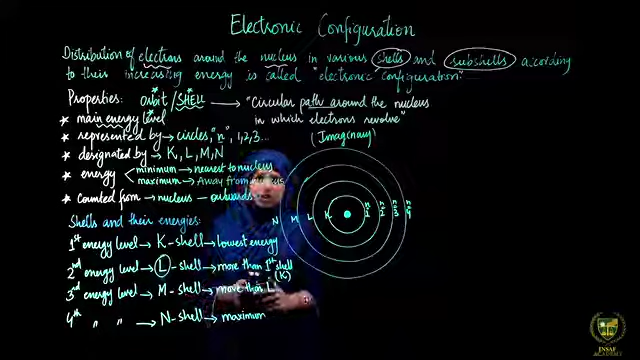 Electronic Configuration
Distribution of electrons around the nucleus in various shells and subshells according
to their increasing energy is called "electronic configuration".
Properties: orbit / SHELL → "Circular path around the nucleus
in which electrons revolve"
(Imaginary)
* main energy level
* represented by → circles, "n", 1, 2, 3...
* designated by → K, L, M, N
* energy
minimum → nearest to nucleus
maximum → Away from
* Counted from → nucleus - outwards
Shells and their energies:
1st energy level → K-shell → lowest energy
2nd energy level → L-shell → more than 1st shell
(K)
3rd energy level → M-shell → more than L
4th " " → N-shell → maximum
N M L K
INSAF
ACADEMY